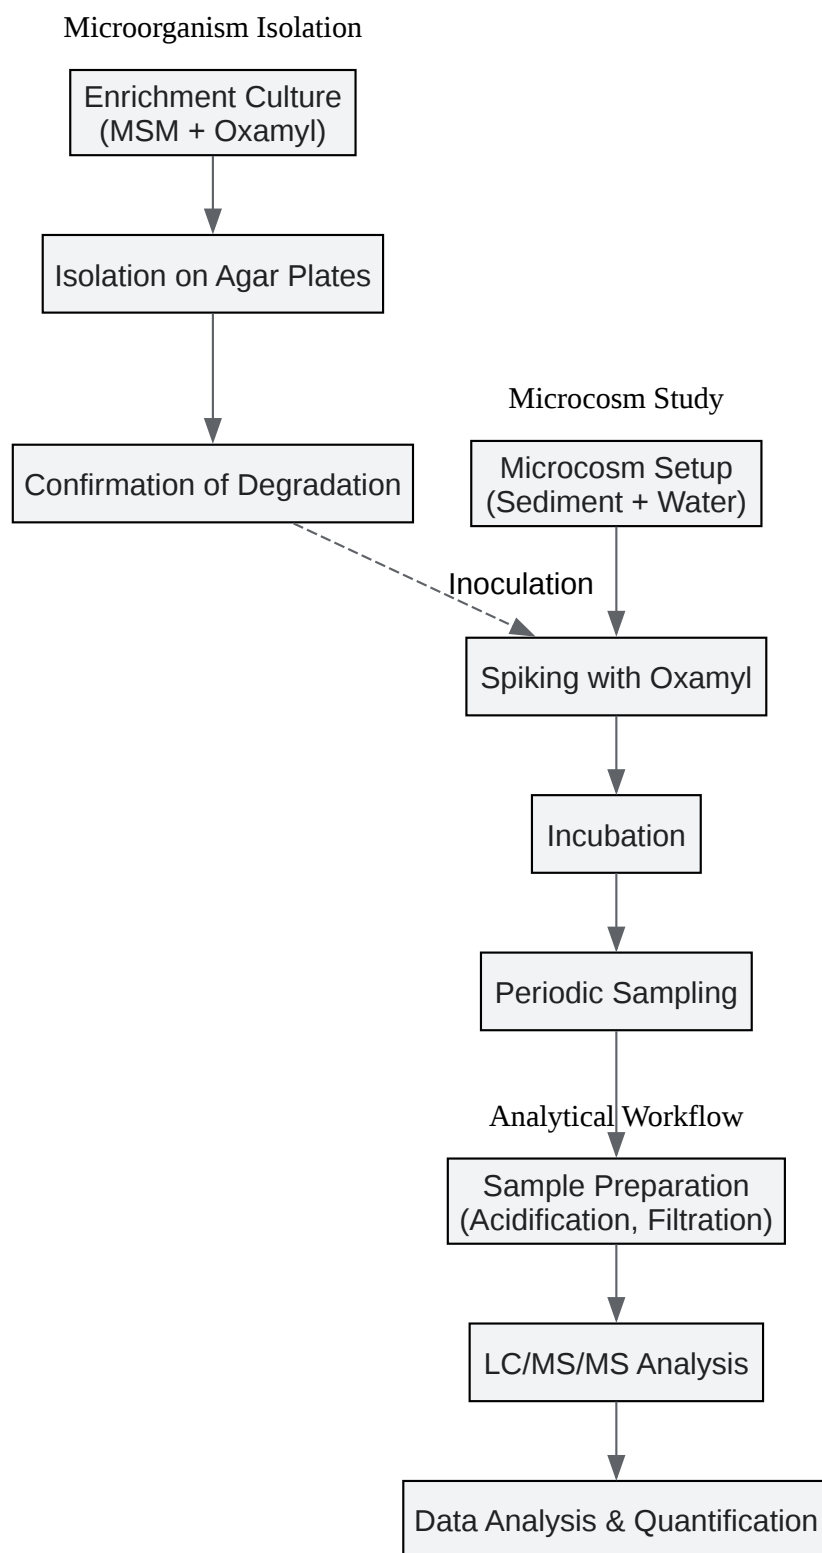 Microorganism Isolation
Enrichment Culture
(MSM + Oxamyl)
Isolation on Agar Plates
Confirmation of Degradation
Microcosm Study
Microcosm Setup
(Sediment + Water)
Inoculation
Spiking with Oxamyl
Incubation
Periodic Sampling
Analytical Workflow
Sample Preparation
(Acidification, Filtration)
LC/MS/MS Analysis
Data Analysis & Quantification